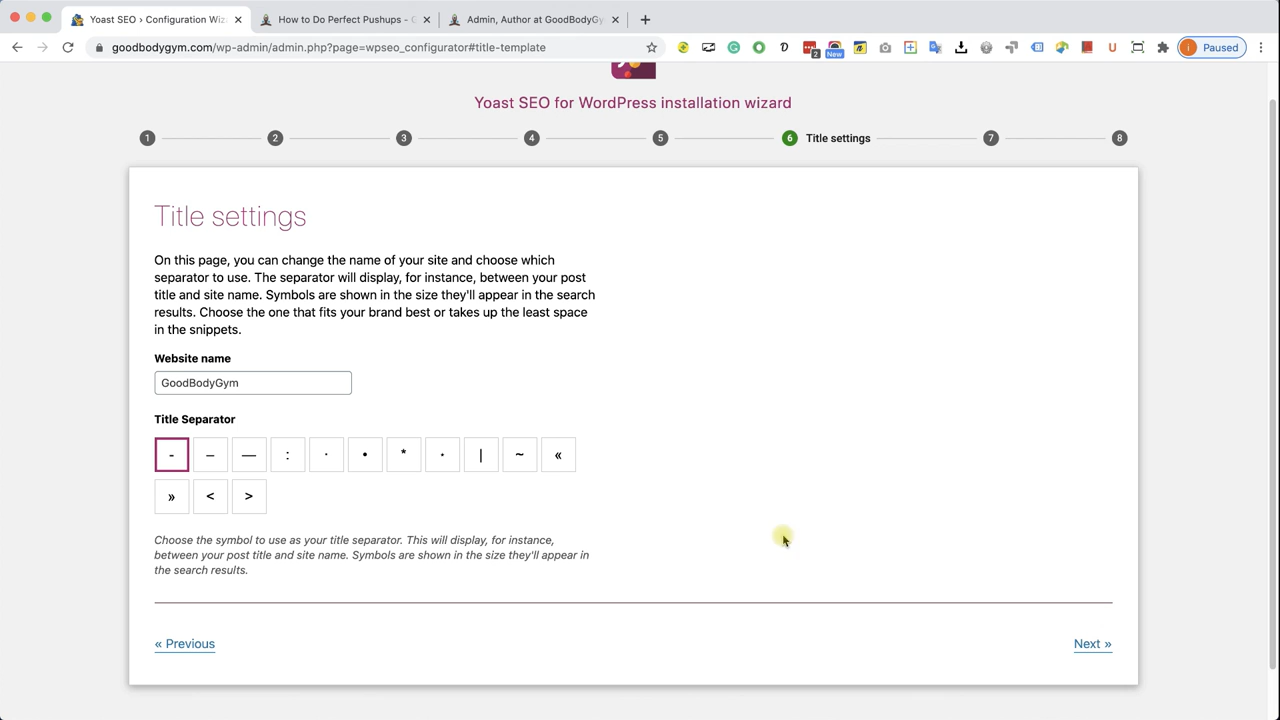 Yoast SEO › Configuration Wiz
How to Do Perfect Pushups - G
Admin, Author at GoodBodyGy
goodbodygym.com/wp-admin/admin.php?page=wpseo_configurator#title-template
2
New
Paused
Yoast SEO for WordPress installation wizard
1 2 3 4 5 6 Title settings 7 8
Title settings
On this page, you can change the name of your site and choose which
separator to use. The separator will display, for instance, between your post
title and site name. Symbols are shown in the size they'll appear in the search
results. Choose the one that fits your brand best or takes up the least space
in the snippets.
Website name
GoodBodyGym
Title Separator
- – — : · • * ⋅ | ~ «
» < >
Choose the symbol to use as your title separator. This will display, for instance,
between your post title and site name. Symbols are shown in the size they'll appear in
the search results.
« Previous
Next »